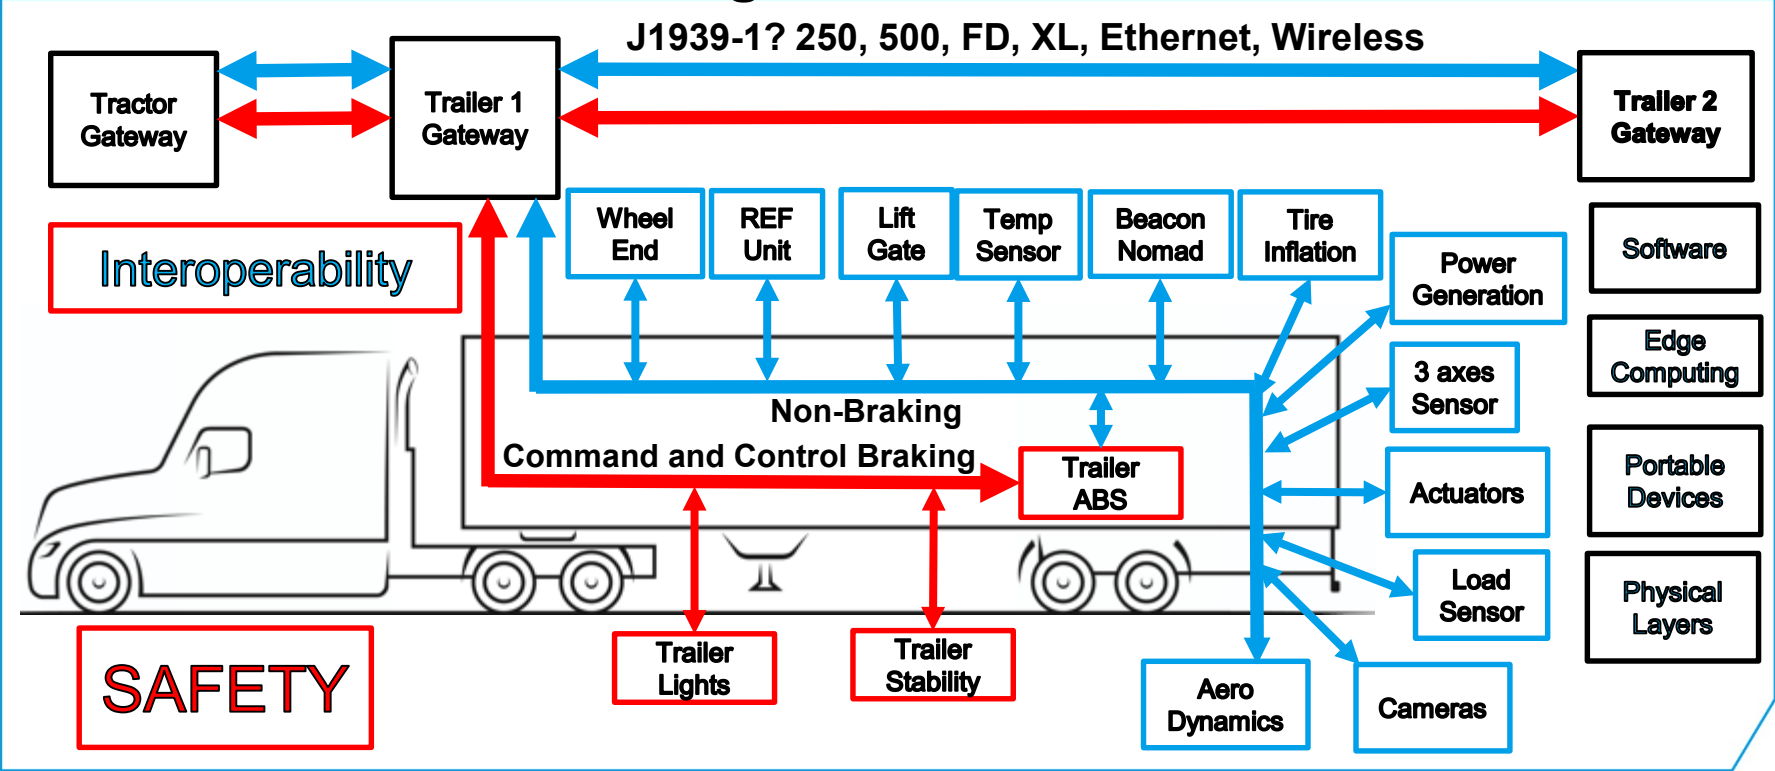 J1939-1? 250, 500, FD, XL, Ethernet, Wireless
Tractor
Gateway
Trailer 1
Gateway
Trailer 2
Gateway
Interoperability
Wheel
End
REF
Unit
Lift
Gate
Temp
Sensor
Beacon
Nomad
Tire
Inflation
Power
Generation
3 axes
Sensor
Actuators
Load
Sensor
Cameras
Aero
Dynamics
Software
Edge
Computing
Portable
Devices
Physical
Layers
Non-Braking
Command and Control Braking
Trailer
ABS
Trailer
Lights
Trailer
Stability
SAFETY